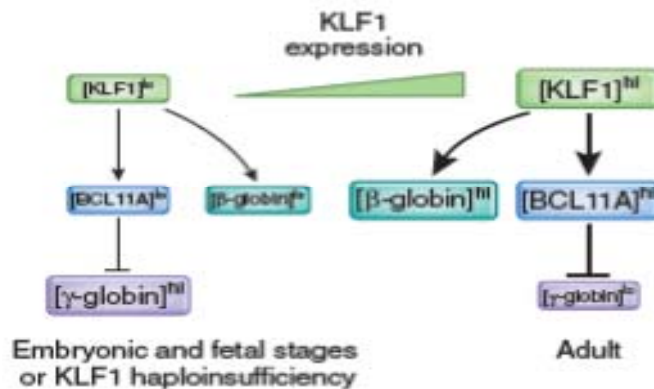 KLF1
expression
[KLF1]lo
[KLF1]hi
[BCL11A]lo
[β-globin]lo
[β-globin]hi
[BCL11A]hi
[γ-globin]hi
[γ-globin]lo
Embryonic and fetal stages
or KLF1 haploinsufficiency
Adult